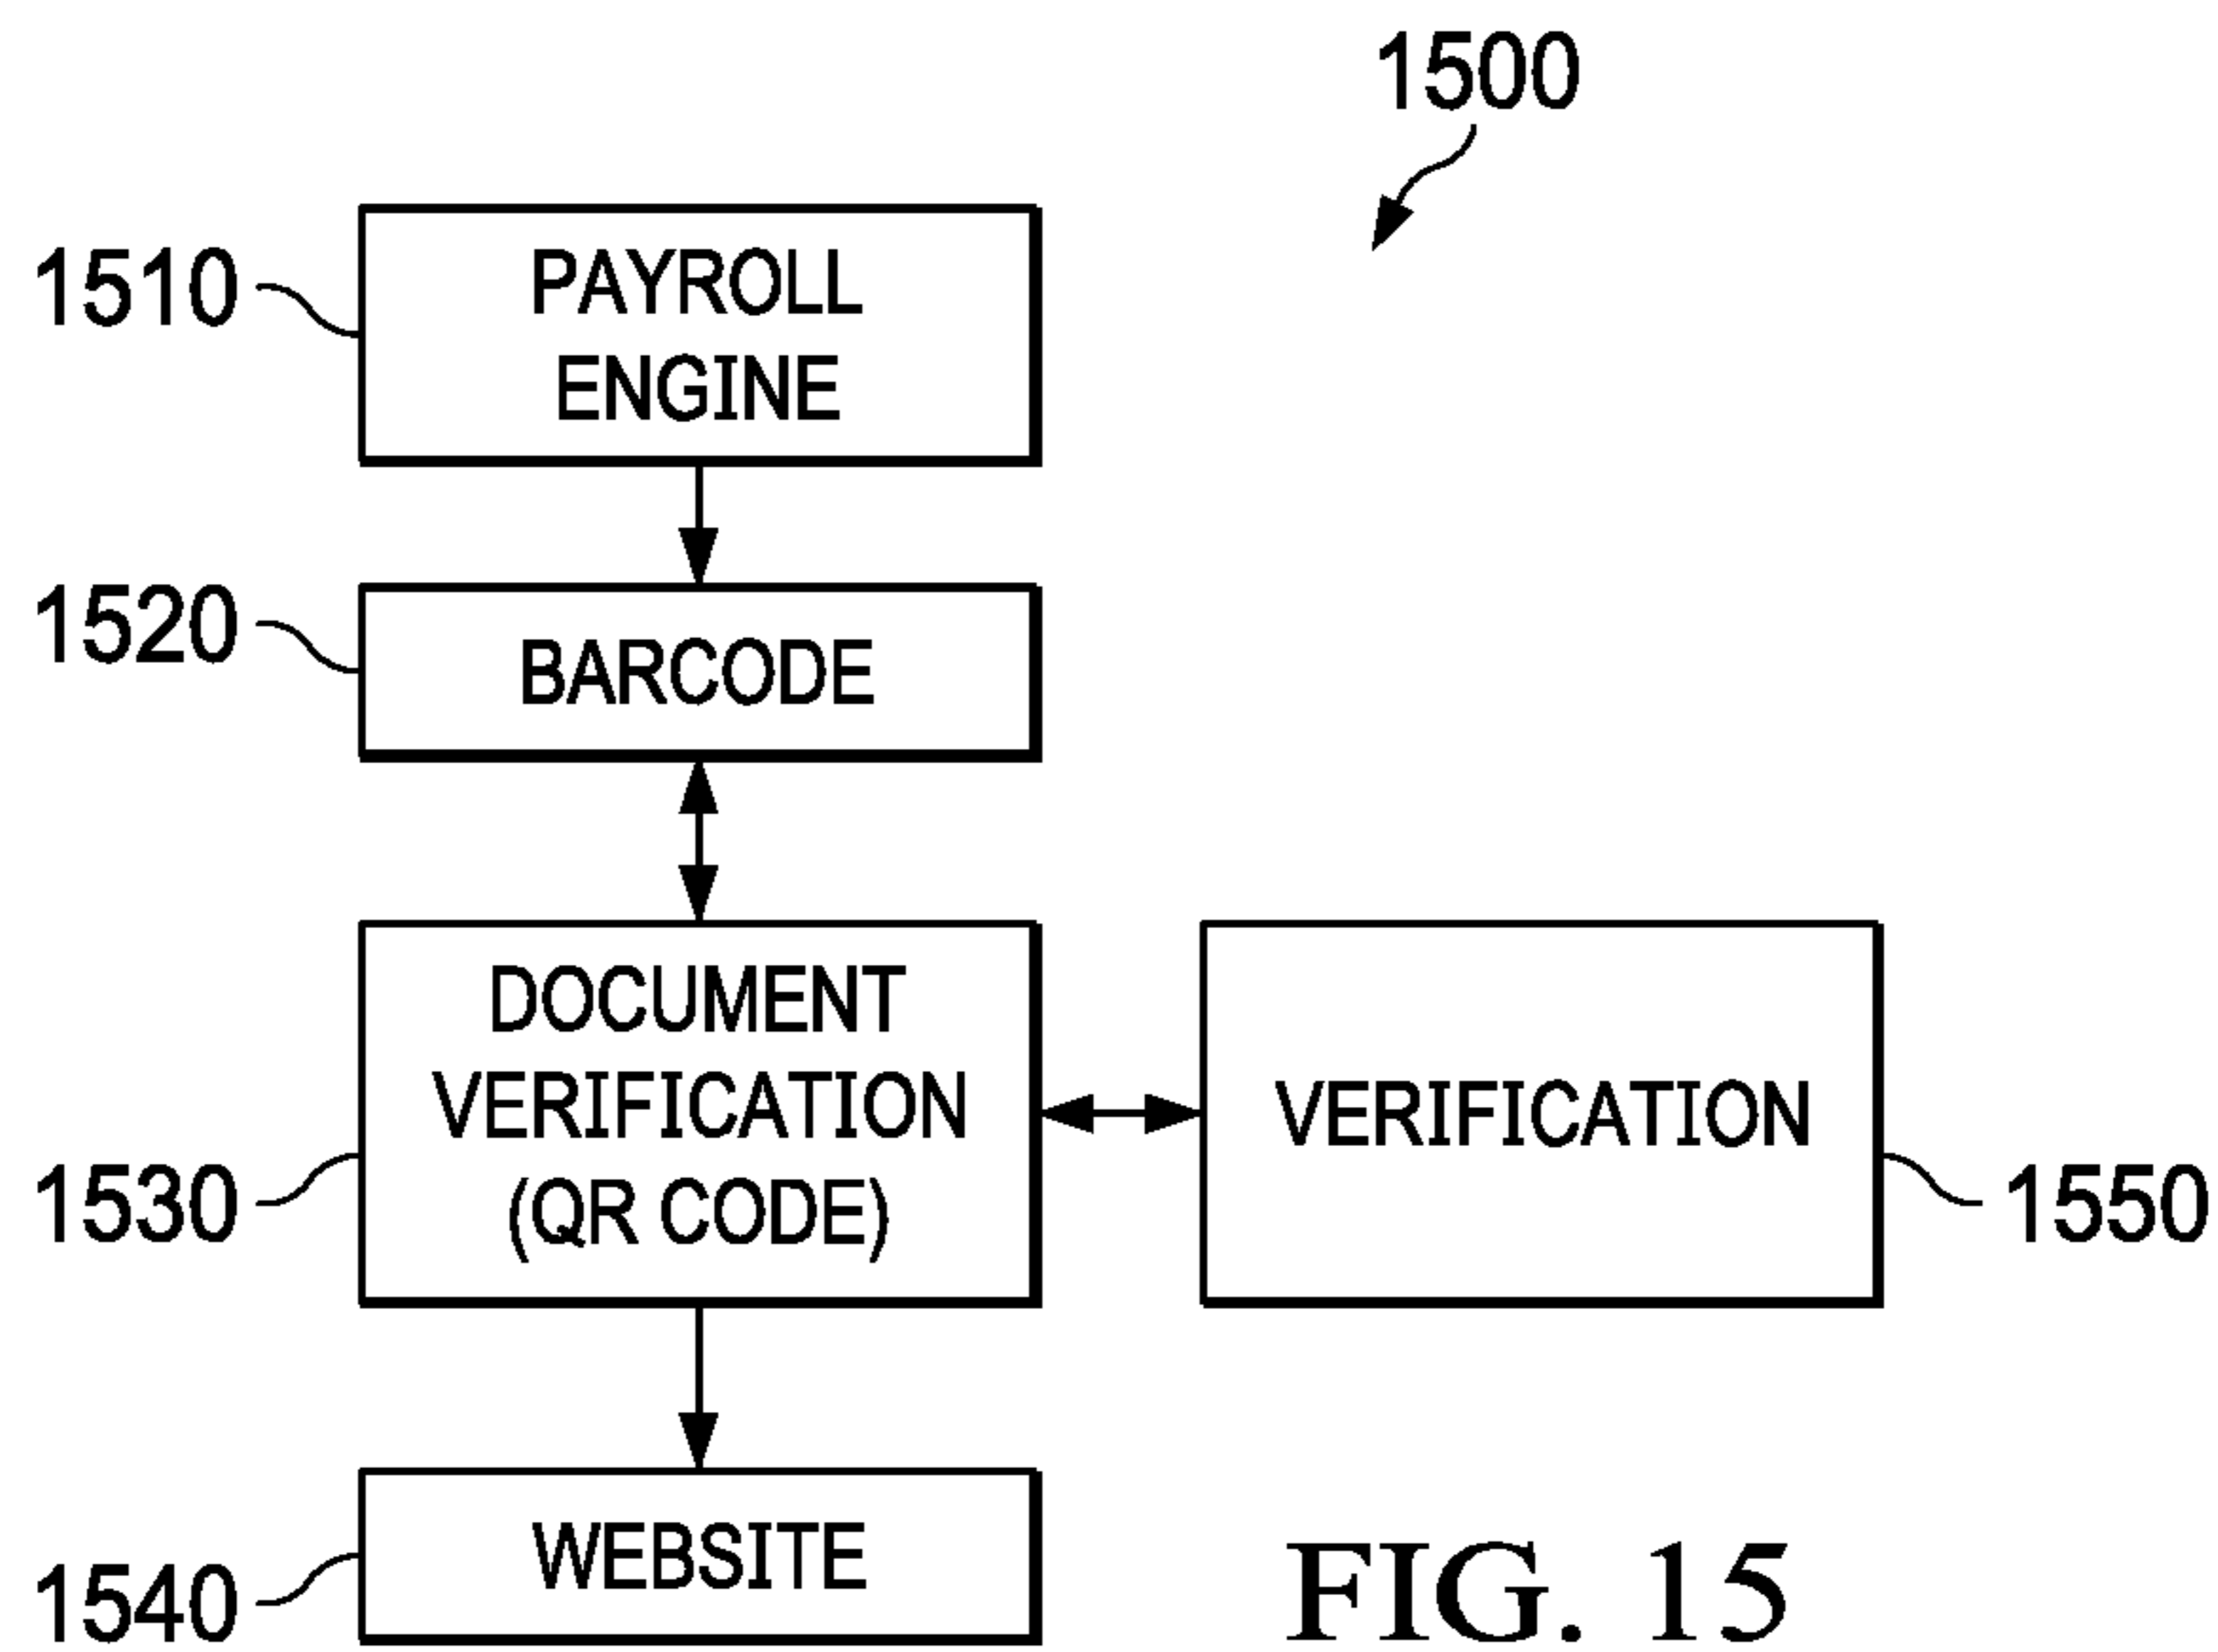 1500
1510
PAYROLL
ENGINE
1520
BARCODE
DOCUMENT
VERIFICATION
(QR CODE)
1530
VERIFICATION
1550
WEBSITE
1540
FIG. 15